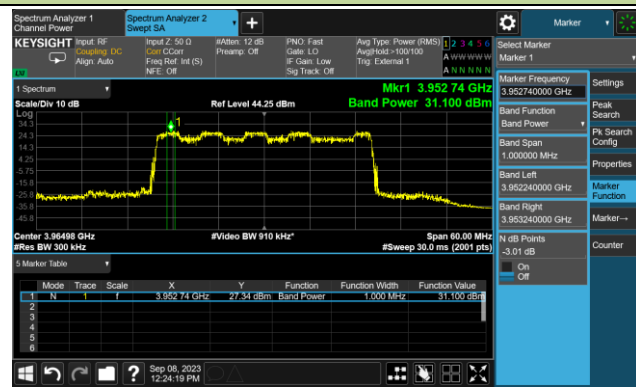 Spectrum Analyzer 1
Channel Power
Spectrum Analyzer 2
Swept SA
+
Marker
KEYSIGHT
Input: RF
Coupling: DC
Align: Auto
Input Z: 50 Ω
Corr CCorr
Freq Ref: Int (S)
NFE: Off
#Atten: 12 dB
Preamp: Off
PNO: Fast
Gate: LO
IF Gain: Low
Sig Track: Off
Avg Type: Power (RMS)
Avg|Hold:>100/100
Trig: External 1
1 2 3 4 5 6
A W W W W W
A N N N N N
LXI
Select Marker
Marker 1
1 Spectrum
Mkr1 3.952 74 GHz
Scale/Div 10 dB
Ref Level 44.25 dBm
Band Power 31.100 dBm
Log
34.3
24.3
14.3
4.25
-5.75
-15.8
-25.8
-35.8
-45.8
1
Center 3.96498 GHz
#Video BW 910 kHz*
Span 60.00 MHz
#Res BW 300 kHz
#Sweep 30.0 ms (2001 pts)
5 Marker Table
Mode Trace Scale X Y Function Function Width Function Value
1 N 1 f 3.952 74 GHz 27.34 dBm Band Power 1.000 MHz 31.100 dBm
2
3
4
5
6
Marker Frequency
3.952740000 GHz
Band Function
Band Power
Band Span
1.000000 MHz
Band Left
3.952240000 GHz
Band Right
3.953240000 GHz
N dB Points
-3.01 dB
On
Off
Settings
Peak
Search
Pk Search
Config
Properties
Marker
Function
Marker→
Counter
?
Sep 08, 2023
12:24:19 PM